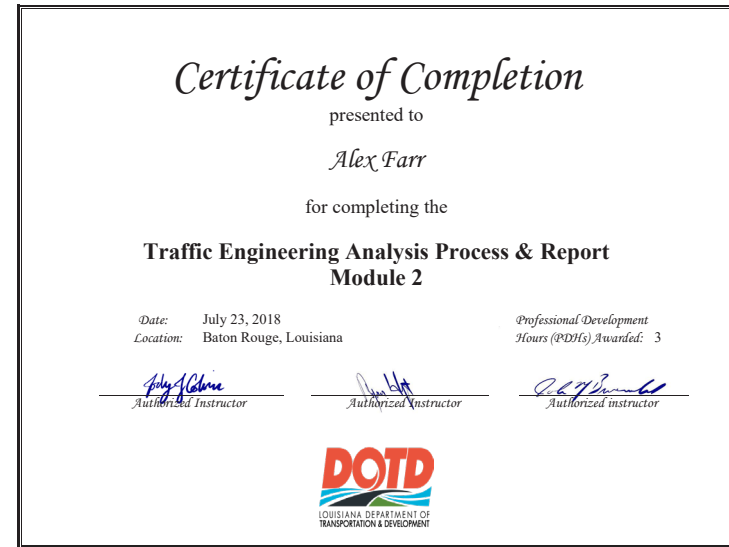 Certificate of Completion
presented to
Alex Farr
for completing the
Traffic Engineering Analysis Process & Report
Module 2
Date: July 23, 2018
Location: Baton Rouge, Louisiana
Professional Development
Hours (PDHs) Awarded: 3
Authorized Instructor
Authorized Instructor
Authorized instructor
DOTD
LOUISIANA DEPARTMENT OF
TRANSPORTATION & DEVELOPMENT